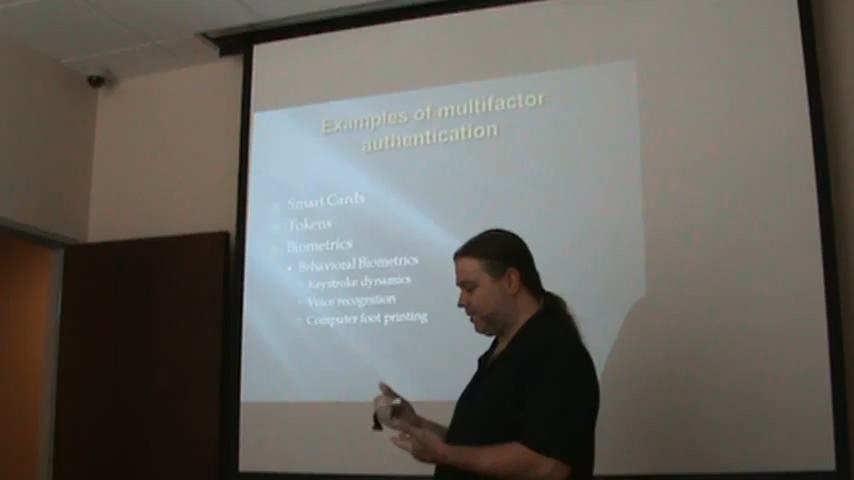 Examples of multifactor
authentication
Smart Cards
Tokens
Biometrics
Behavioral Biometrics
Keystroke dynamics
Voice recognition
Computer foot printing